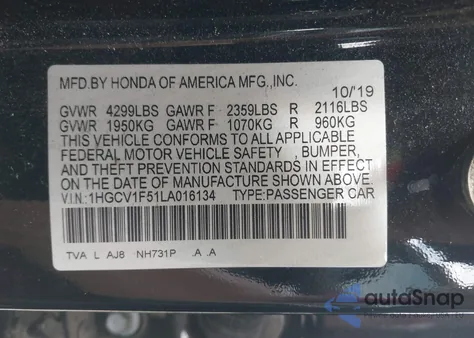 MFD.BY HONDA OF AMERICA MFG.,INC.
10/'19
GVWR 4299LBS GAWR F 2359LBS R 2116LBS
GVWR 1950KG GAWR F 1070KG R 960KG
THIS VEHICLE CONFORMS TO ALL APPLICABLE
FEDERAL MOTOR VEHICLE SAFETY , BUMPER,
AND THEFT PREVENTION STANDARDS IN EFFECT
ON THE DATE OF MANUFACTURE SHOWN ABOVE.
V.I.N.:1HGCV1F51LA016134 TYPE:PASSENGER CAR
TVA L AJ8 NH731P .A .A
autoSnap